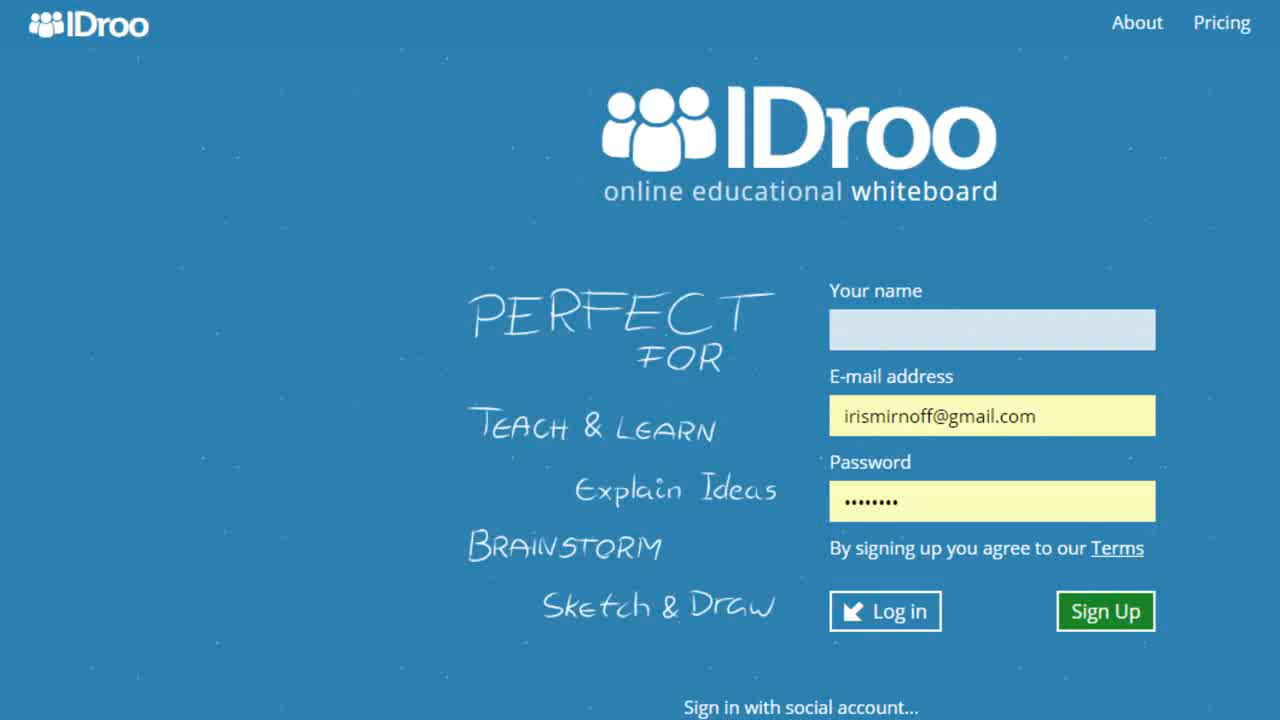 IDroo
About
Pricing
IDroo
online educational whiteboard
PERFECT
FOR
TEACH & LEARN
Explain Ideas
BRAINSTORM
Sketch & Draw
Your name
E-mail address
irismirnoff@gmail.com
Password
••••••••
By signing up you agree to our Terms
Log in
Sign Up
Sign in with social account...